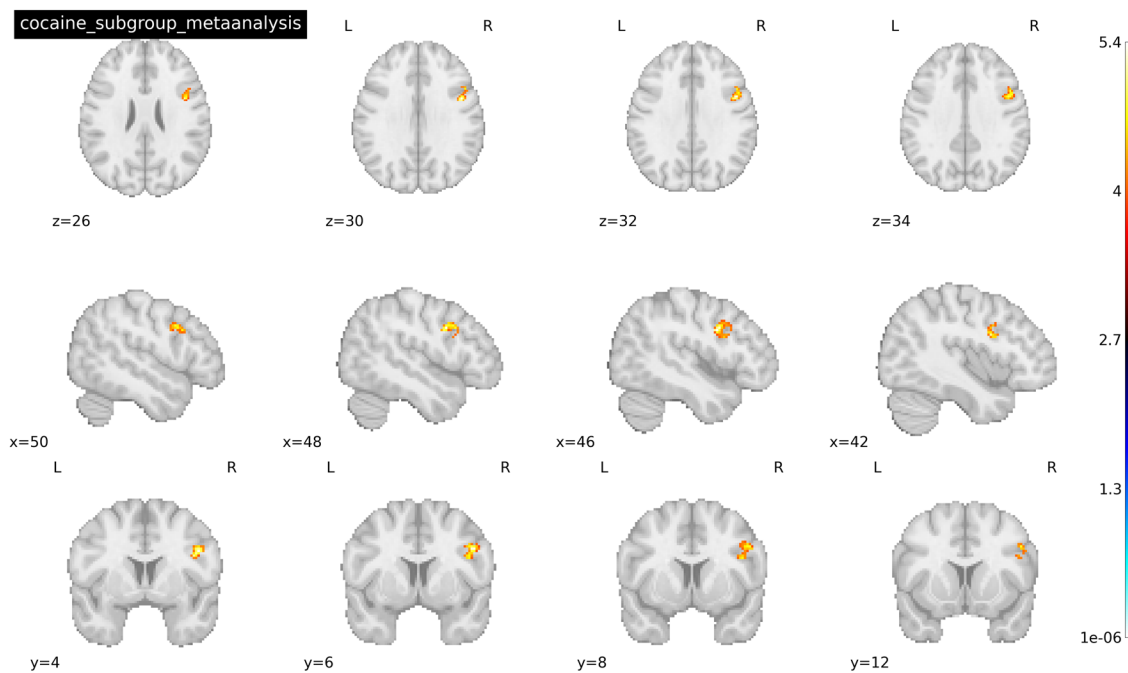 cocaine_subgroup_metaanalysis
L R
L R
L R
5.4
4
2.7
1.3
1e-06
z=26
z=30
z=32
z=34
x=50
x=48
x=46
x=42
L R
L R
L R
L R
y=4
y=6
y=8
y=12